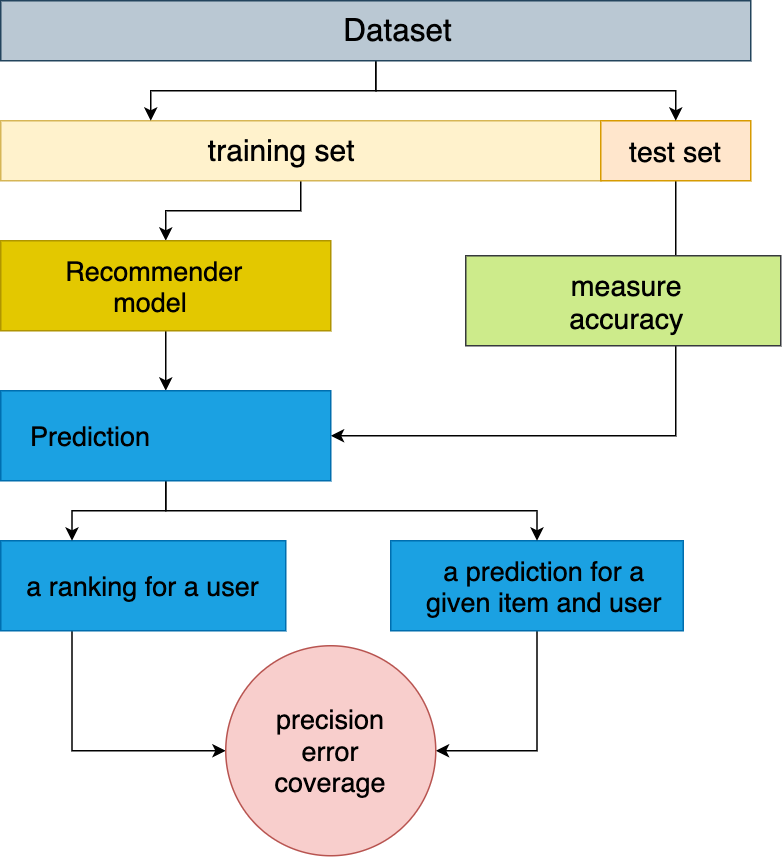 Dataset
training set
test set
Recommender
model
measure
accuracy
Prediction
a ranking for a user
a prediction for a
given item and user
precision
error
coverage